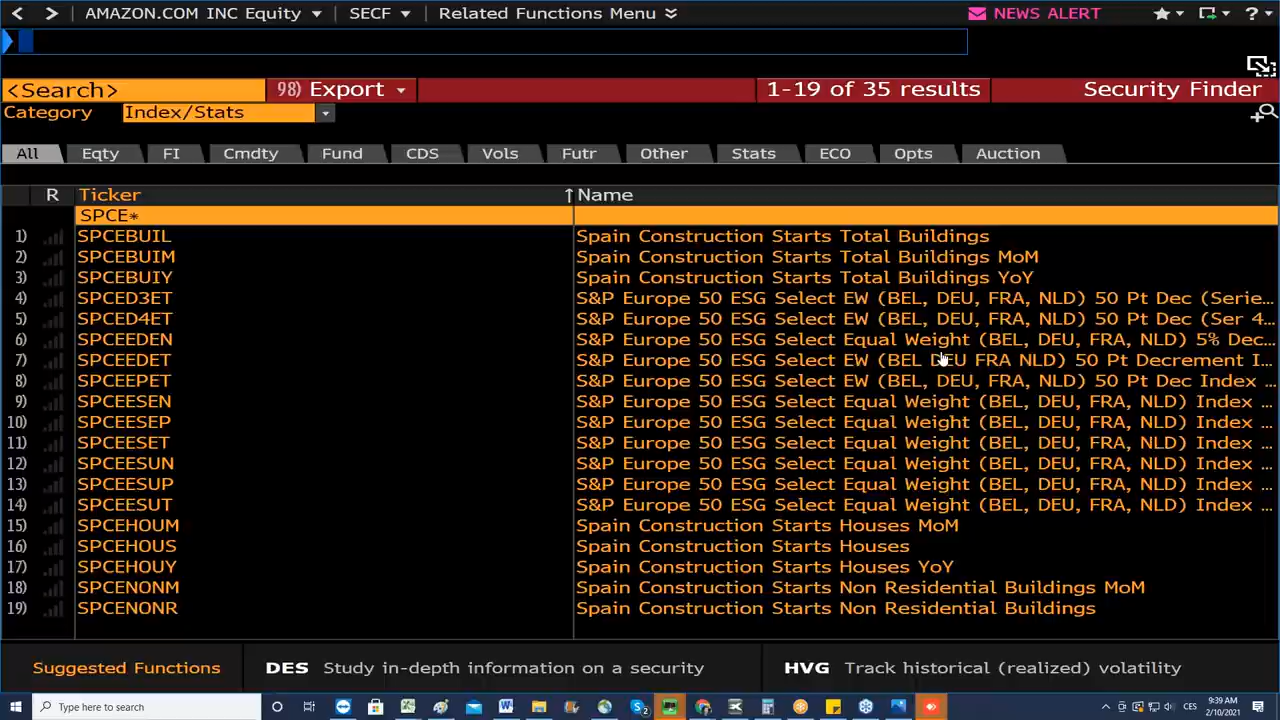 AMAZON.COM INC Equity SECF Related Functions Menu NEWS ALERT ?
<Search> 98) Export 1-19 of 35 results Security Finder
Category Index/Stats
All Eqty FI Cmdty Fund CDS Vols Futr Other Stats ECO Opts Auction
R Ticker ↑ Name
SPCE*
1) SPCEBUIL Spain Construction Starts Total Buildings
2) SPCEBUIM Spain Construction Starts Total Buildings MoM
3) SPCEBUIY Spain Construction Starts Total Buildings YoY
4) SPCED3ET S&P Europe 50 ESG Select EW (BEL, DEU, FRA, NLD) 50 Pt Dec (Serie...
5) SPCED4ET S&P Europe 50 ESG Select EW (BEL, DEU, FRA, NLD) 50 Pt Dec (Ser 4...
6) SPCEEDEN S&P Europe 50 ESG Select Equal Weight (BEL, DEU, FRA, NLD) 5% Dec...
7) SPCEEDET S&P Europe 50 ESG Select EW (BEL DEU FRA NLD) 50 Pt Decrement I...
8) SPCEEPET S&P Europe 50 ESG Select EW (BEL, DEU, FRA, NLD) 50 Pt Dec Index ...
9) SPCEESEN S&P Europe 50 ESG Select Equal Weight (BEL, DEU, FRA, NLD) Index ...
10) SPCEESEP S&P Europe 50 ESG Select Equal Weight (BEL, DEU, FRA, NLD) Index ...
11) SPCEESET S&P Europe 50 ESG Select Equal Weight (BEL, DEU, FRA, NLD) Index ...
12) SPCEESUN S&P Europe 50 ESG Select Equal Weight (BEL, DEU, FRA, NLD) Index ...
13) SPCEESUP S&P Europe 50 ESG Select Equal Weight (BEL, DEU, FRA, NLD) Index ...
14) SPCEESUT S&P Europe 50 ESG Select Equal Weight (BEL, DEU, FRA, NLD) Index ...
15) SPCEHOUM Spain Construction Starts Houses MoM
16) SPCEHOUS Spain Construction Starts Houses
17) SPCEHOUY Spain Construction Starts Houses YoY
18) SPCENONM Spain Construction Starts Non Residential Buildings MoM
19) SPCENONR Spain Construction Starts Non Residential Buildings
Suggested Functions DES Study in-depth information on a security HVG Track historical (realized) volatility
Type here to search CES 9:39 AM
2/10/2021